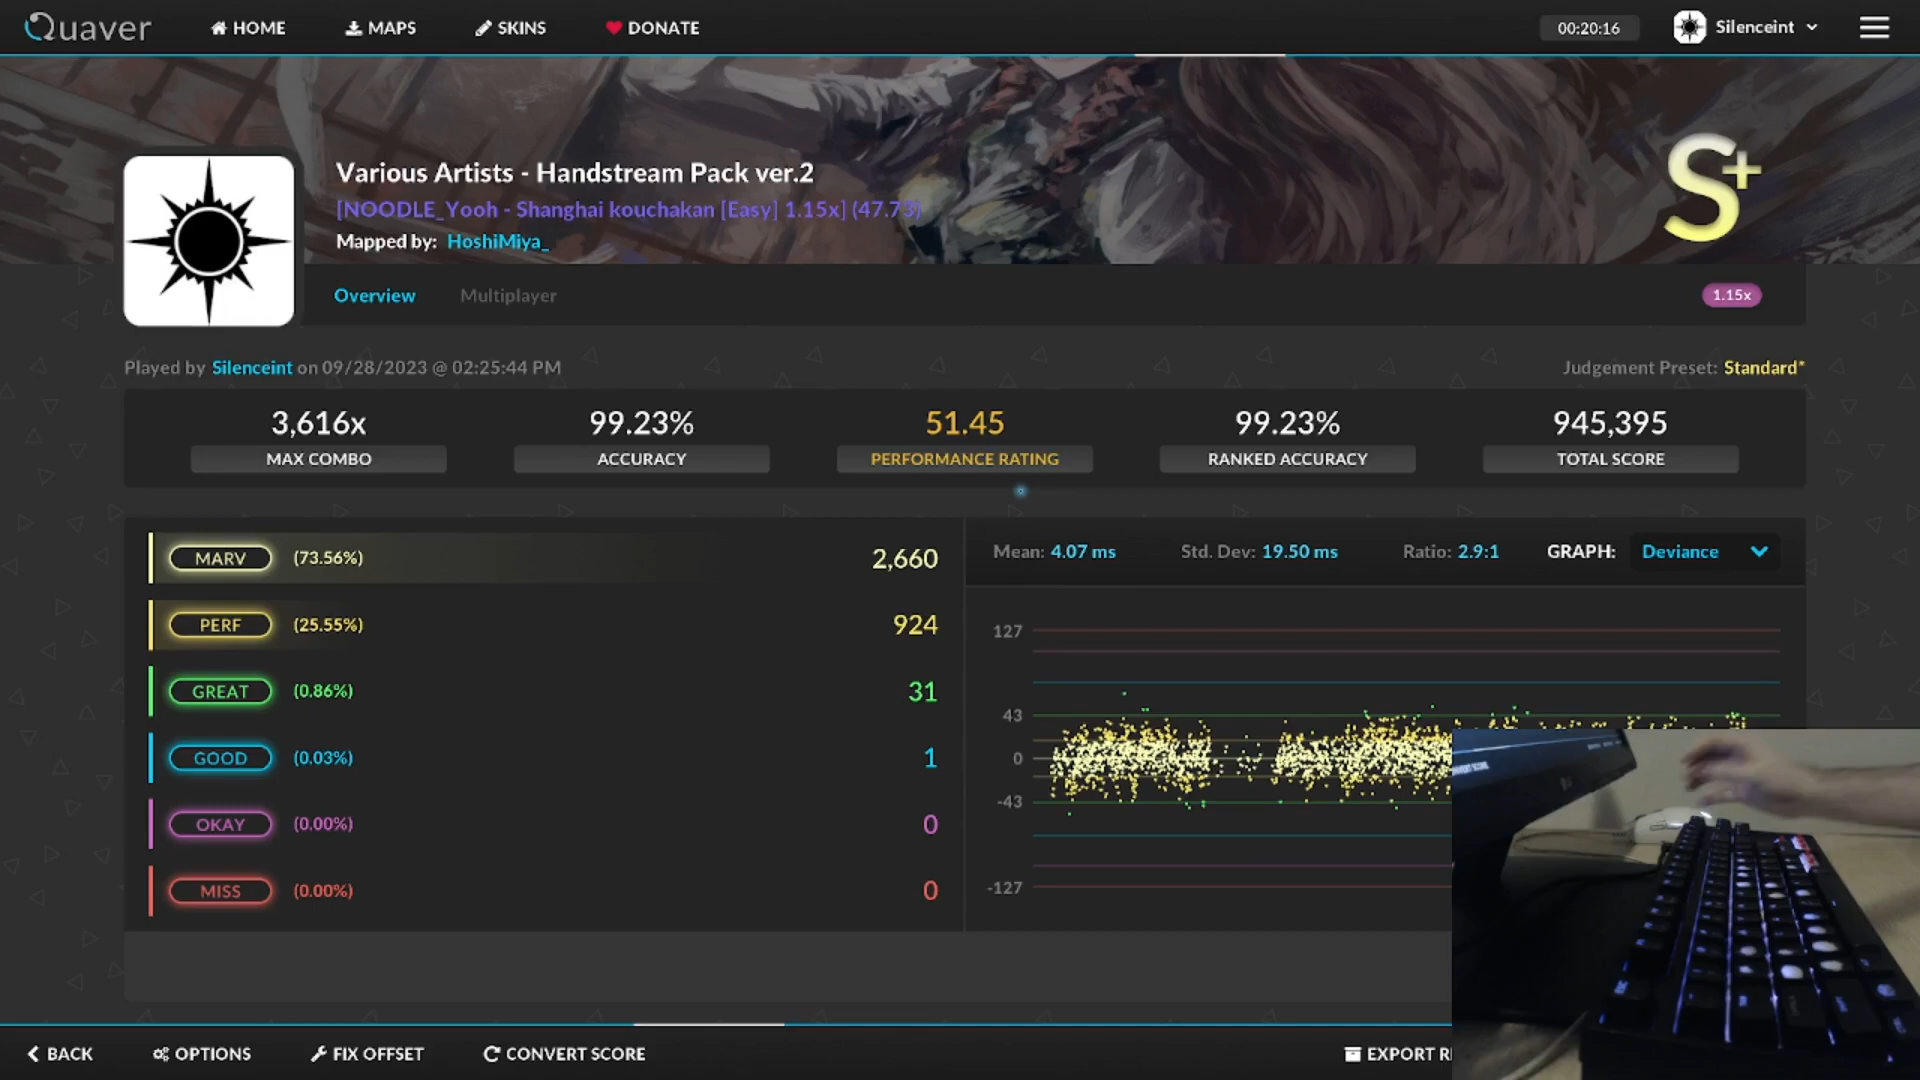 Quaver HOME MAPS SKINS DONATE 00:20:16 Silenceint
Various Artists - Handstream Pack ver.2
[NOODLE_Yooh - Shanghai kouchakan [Easy] 1.15x] (47.73)
Mapped by: HoshiMiya_
S+
Overview Multiplayer 1.15x
Played by Silenceint on 09/28/2023 @ 02:25:44 PM Judgement Preset: Standard*
3,616x 99.23% 51.45 99.23% 945,395
MAX COMBO ACCURACY PERFORMANCE RATING RANKED ACCURACY TOTAL SCORE
MARV (73.56%) 2,660
PERF (25.55%) 924
GREAT (0.86%) 31
GOOD (0.03%) 1
OKAY (0.00%) 0
MISS (0.00%) 0
Mean: 4.07 ms Std. Dev: 19.50 ms Ratio: 2.9:1 GRAPH: Deviance
127
43
0
-43
-127
BACK OPTIONS FIX OFFSET CONVERT SCORE EXPORT